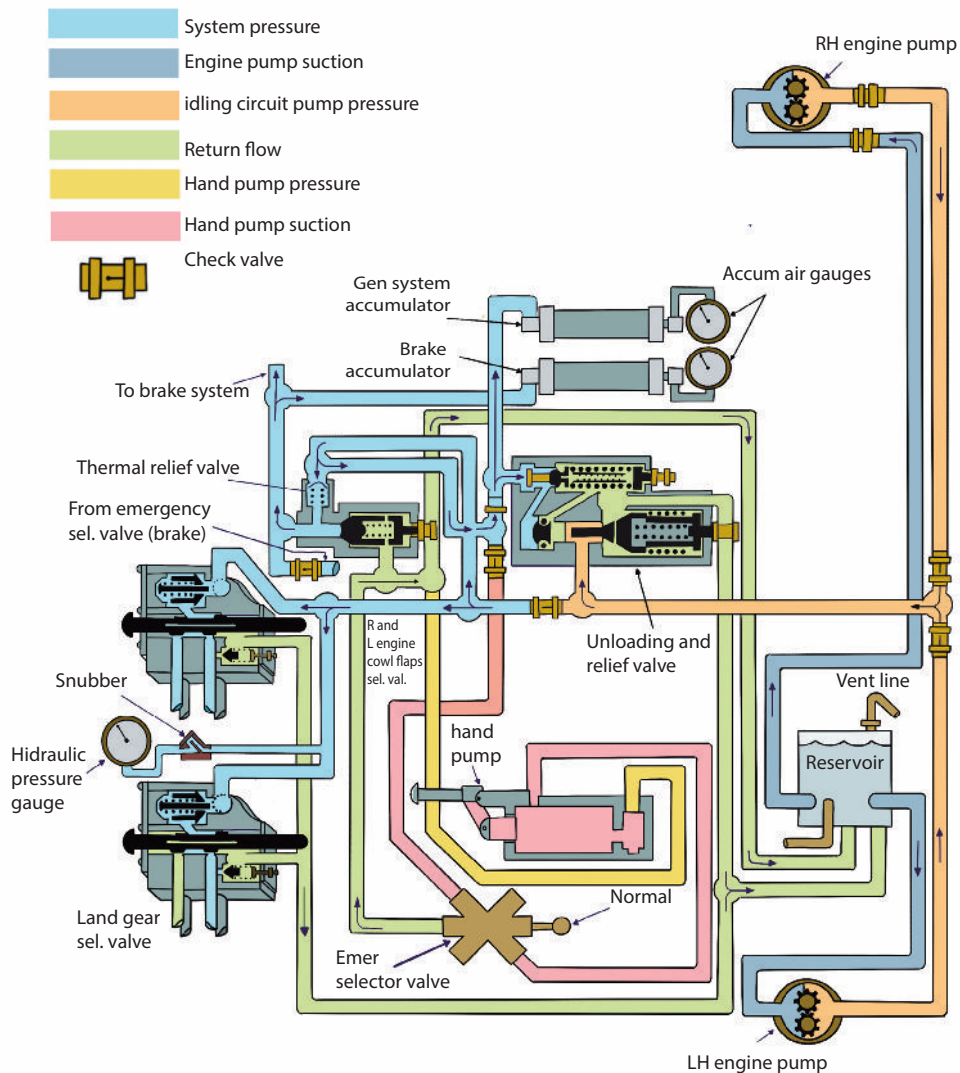 System pressure
Engine pump suction
idling circuit pump pressure
Return flow
Hand pump pressure
Hand pump suction
Check valve
RH engine pump
Gen system
accumulator
Accum air gauges
Brake
accumulator
To brake system
Thermal relief valve
From emergency
sel. valve (brake)
R and
L engine
cowl flaps
sel. val.
Unloading and
relief valve
Snubber
Vent line
Hidraulic
pressure
gauge
hand
pump
Reservoir
Normal
Land gear
sel. valve
Emer
selector valve
LH engine pump